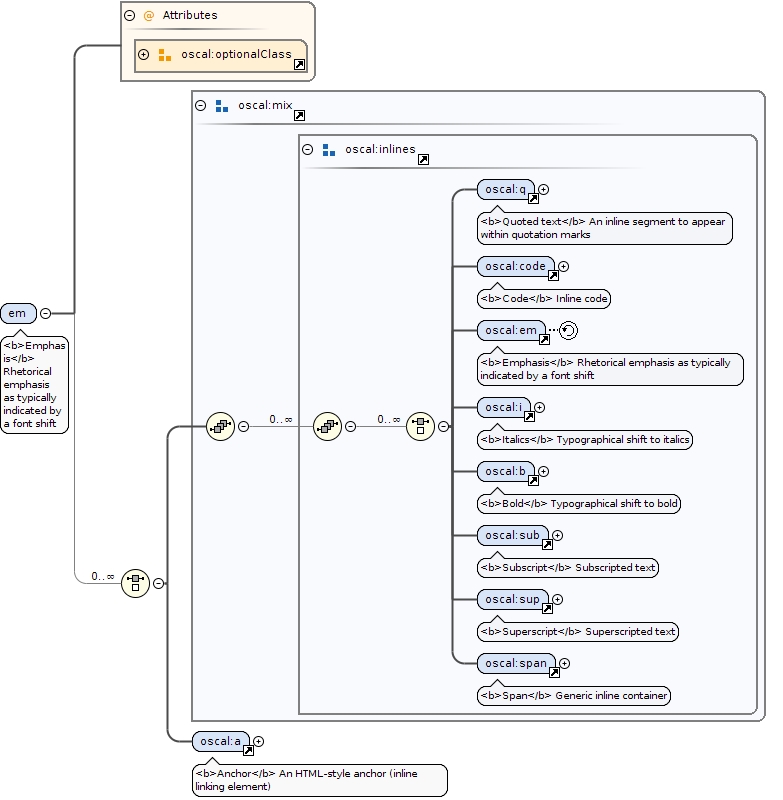 @ Attributes
oscal:optionalClass
oscal:mix
oscal:inlines
oscal:q
<b>Quoted text</b> An inline segment to appear
within quotation marks
oscal:code
<b>Code</b> Inline code
em
<b>Emphas
is</b>
Rhetorical
emphasis
as typically
indicated by
a font shift
oscal:em
<b>Emphasis</b> Rhetorical emphasis as typically
indicated by a font shift
oscal:i
<b>Italics</b> Typographical shift to italics
0..∞
0..∞
oscal:b
<b>Bold</b> Typographical shift to bold
oscal:sub
<b>Subscript</b> Subscripted text
0..∞
oscal:sup
<b>Superscript</b> Superscripted text
oscal:span
<b>Span</b> Generic inline container
oscal:a
<b>Anchor</b> An HTML-style anchor (inline
linking element)